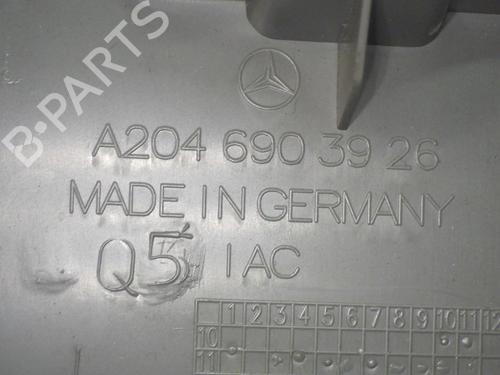 B-PARTS
A204 690 39 26
MADE IN GERMANY
Q5 IAC
1 2 3 4 5 6 7 8 9 10 11 12
10
11